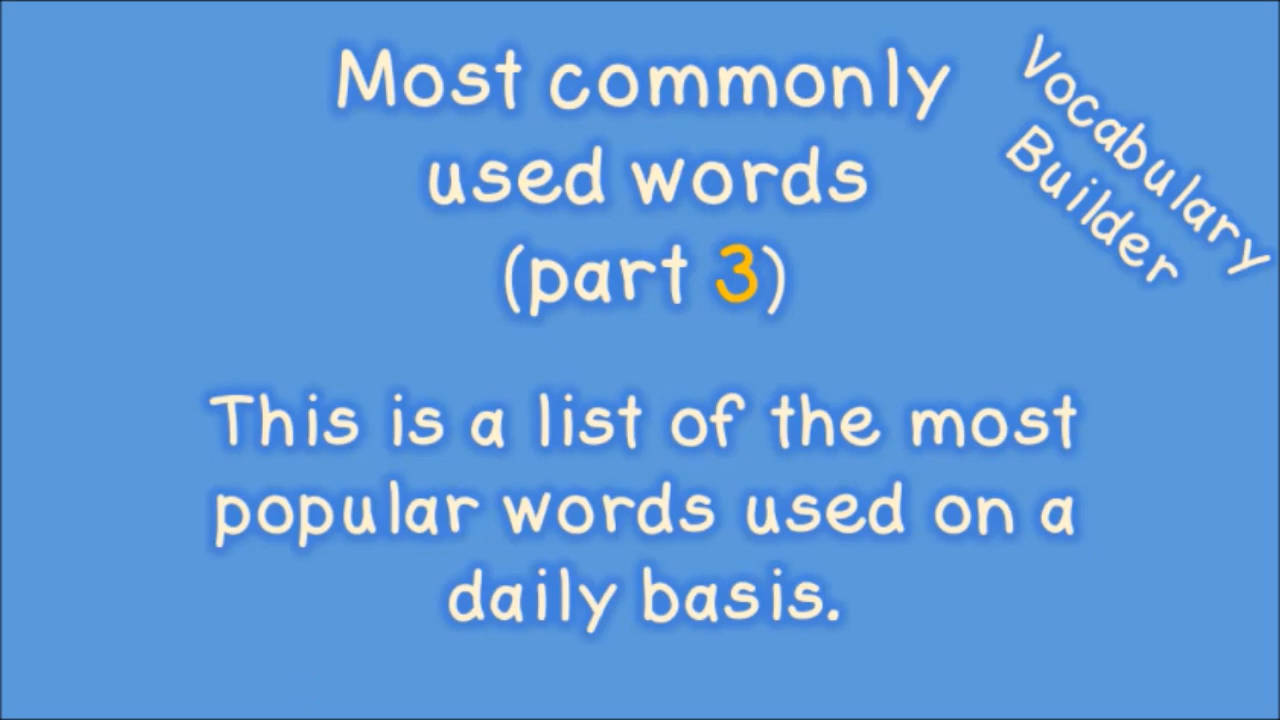 Most commonly
used words
(part 3)
Vocabulary
Builder
This is a list of the most
popular words used on a
daily basis.